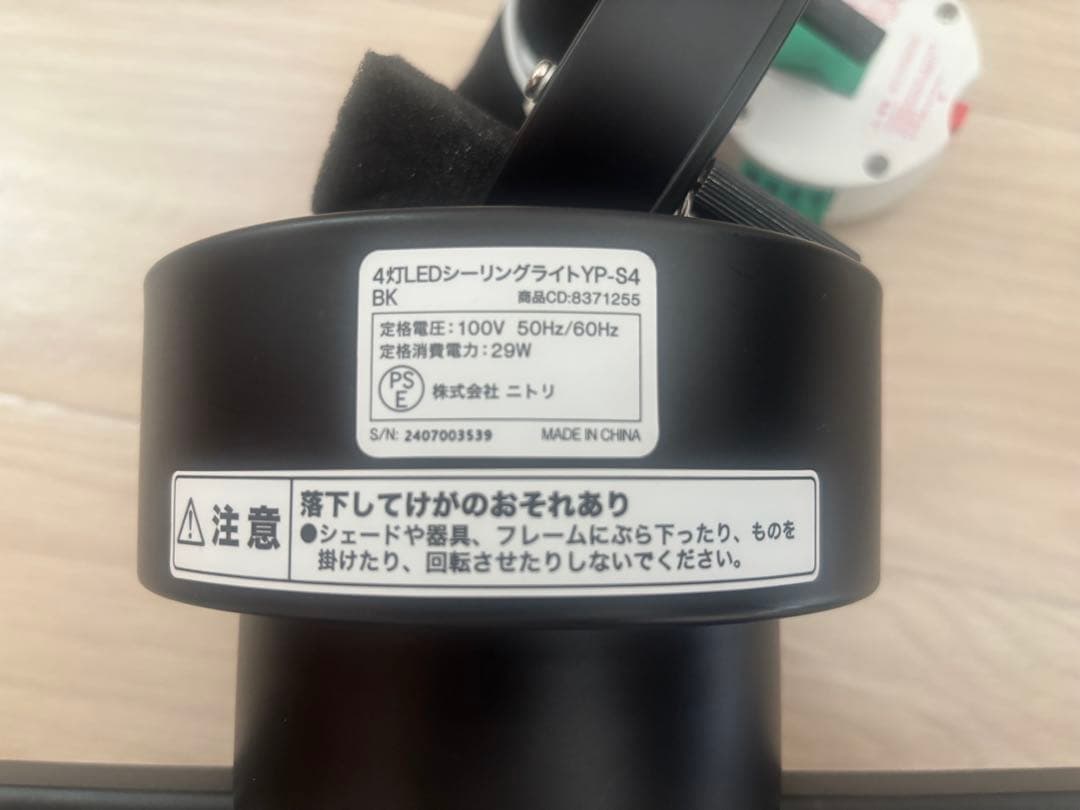 4灯LEDシーリングライトYP-S4
BK 商品CD:8371255
定格電圧：100V 50Hz/60Hz
定格消費電力：29W
PSE 株式会社 ニトリ
S/N: 2407003539 MADE IN CHINA
注意
落下してけがのおそれあり
●シェードや器具、フレームにぶら下ったり、ものを
掛けたり、回転させたりしないでください。